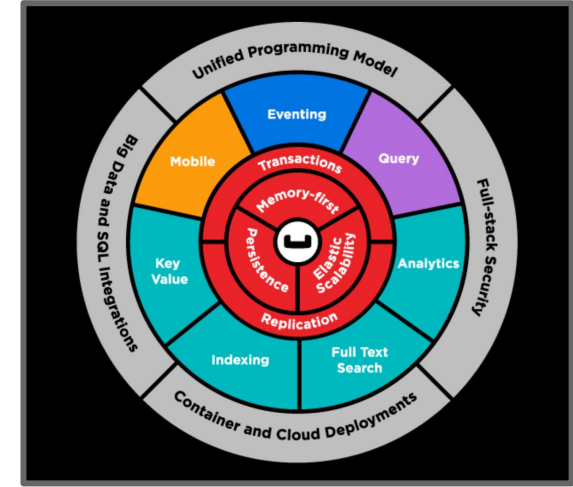 Unified Programming Model
Eventing
Mobile
Query
Transactions
Memory-first
Big Data and SQL Integrations
Full-stack Security
Persistence
Elastic
Scalability
Key
Value
Analytics
Replication
Indexing
Full Text
Search
Container and Cloud Deployments